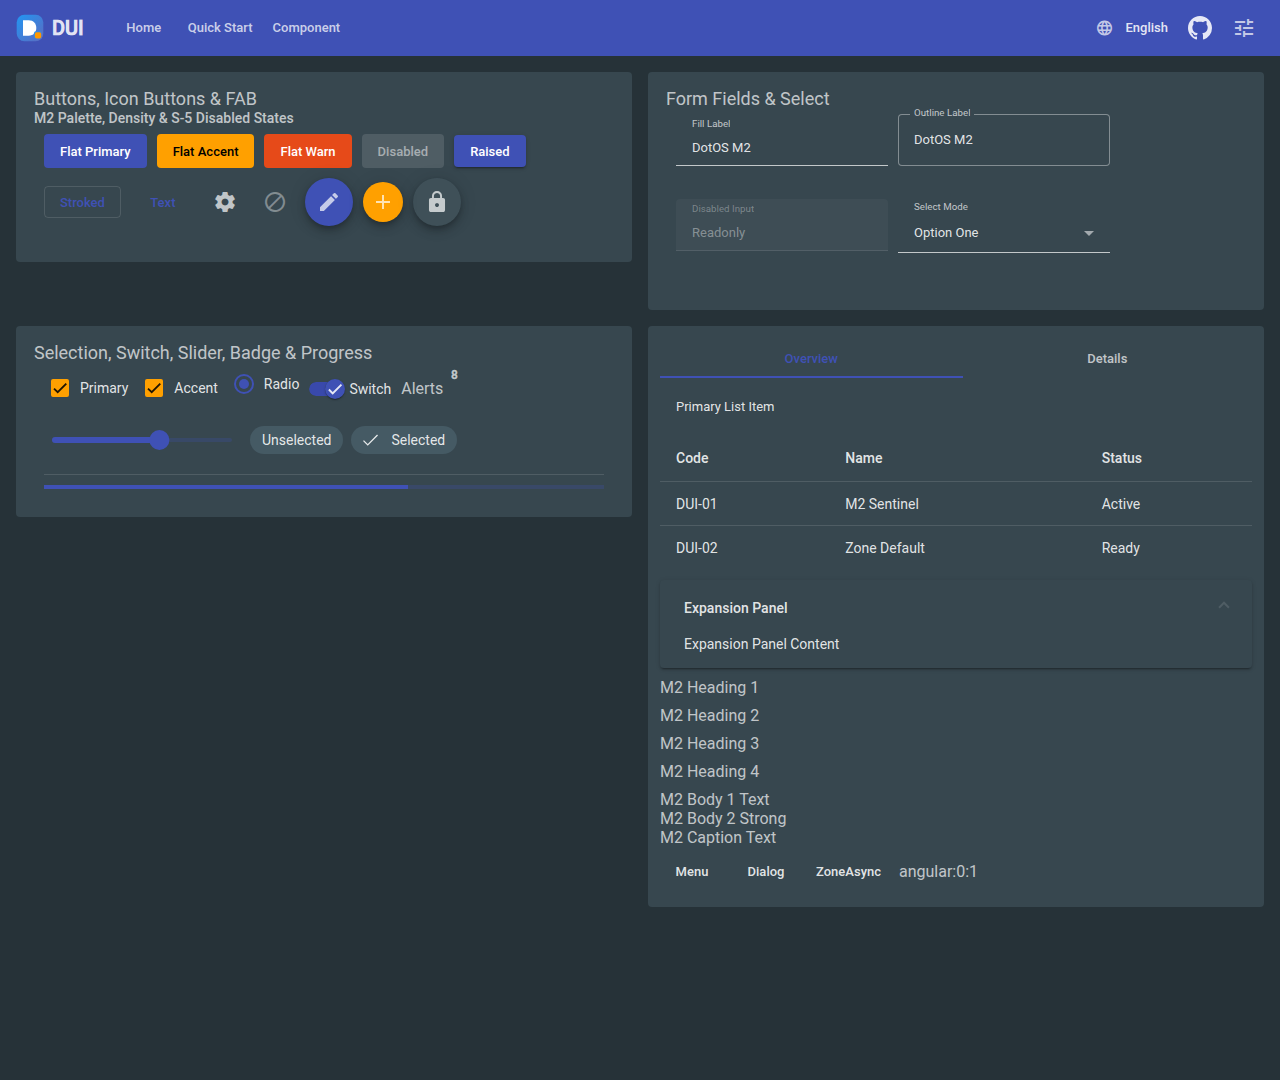 DUI
Home
Quick Start
Component
English
Buttons, Icon Buttons & FAB
M2 Palette, Density & S-5 Disabled States
Flat Primary
Flat Accent
Flat Warn
Disabled
Raised
Stroked
Text
Form Fields & Select
Fill Label
DotOS M2
Outline Label
DotOS M2
Disabled Input
Readonly
Select Mode
Option One
Selection, Switch, Slider, Badge & Progress
Primary
Accent
Radio
Switch
Alerts
8
Unselected
Selected
Overview
Details
Primary List Item
Code
Name
Status
DUI-01
M2 Sentinel
Active
DUI-02
Zone Default
Ready
Expansion Panel
Expansion Panel Content
M2 Heading 1
M2 Heading 2
M2 Heading 3
M2 Heading 4
M2 Body 1 Text
M2 Body 2 Strong
M2 Caption Text
Menu
Dialog
ZoneAsync
angular:0:1